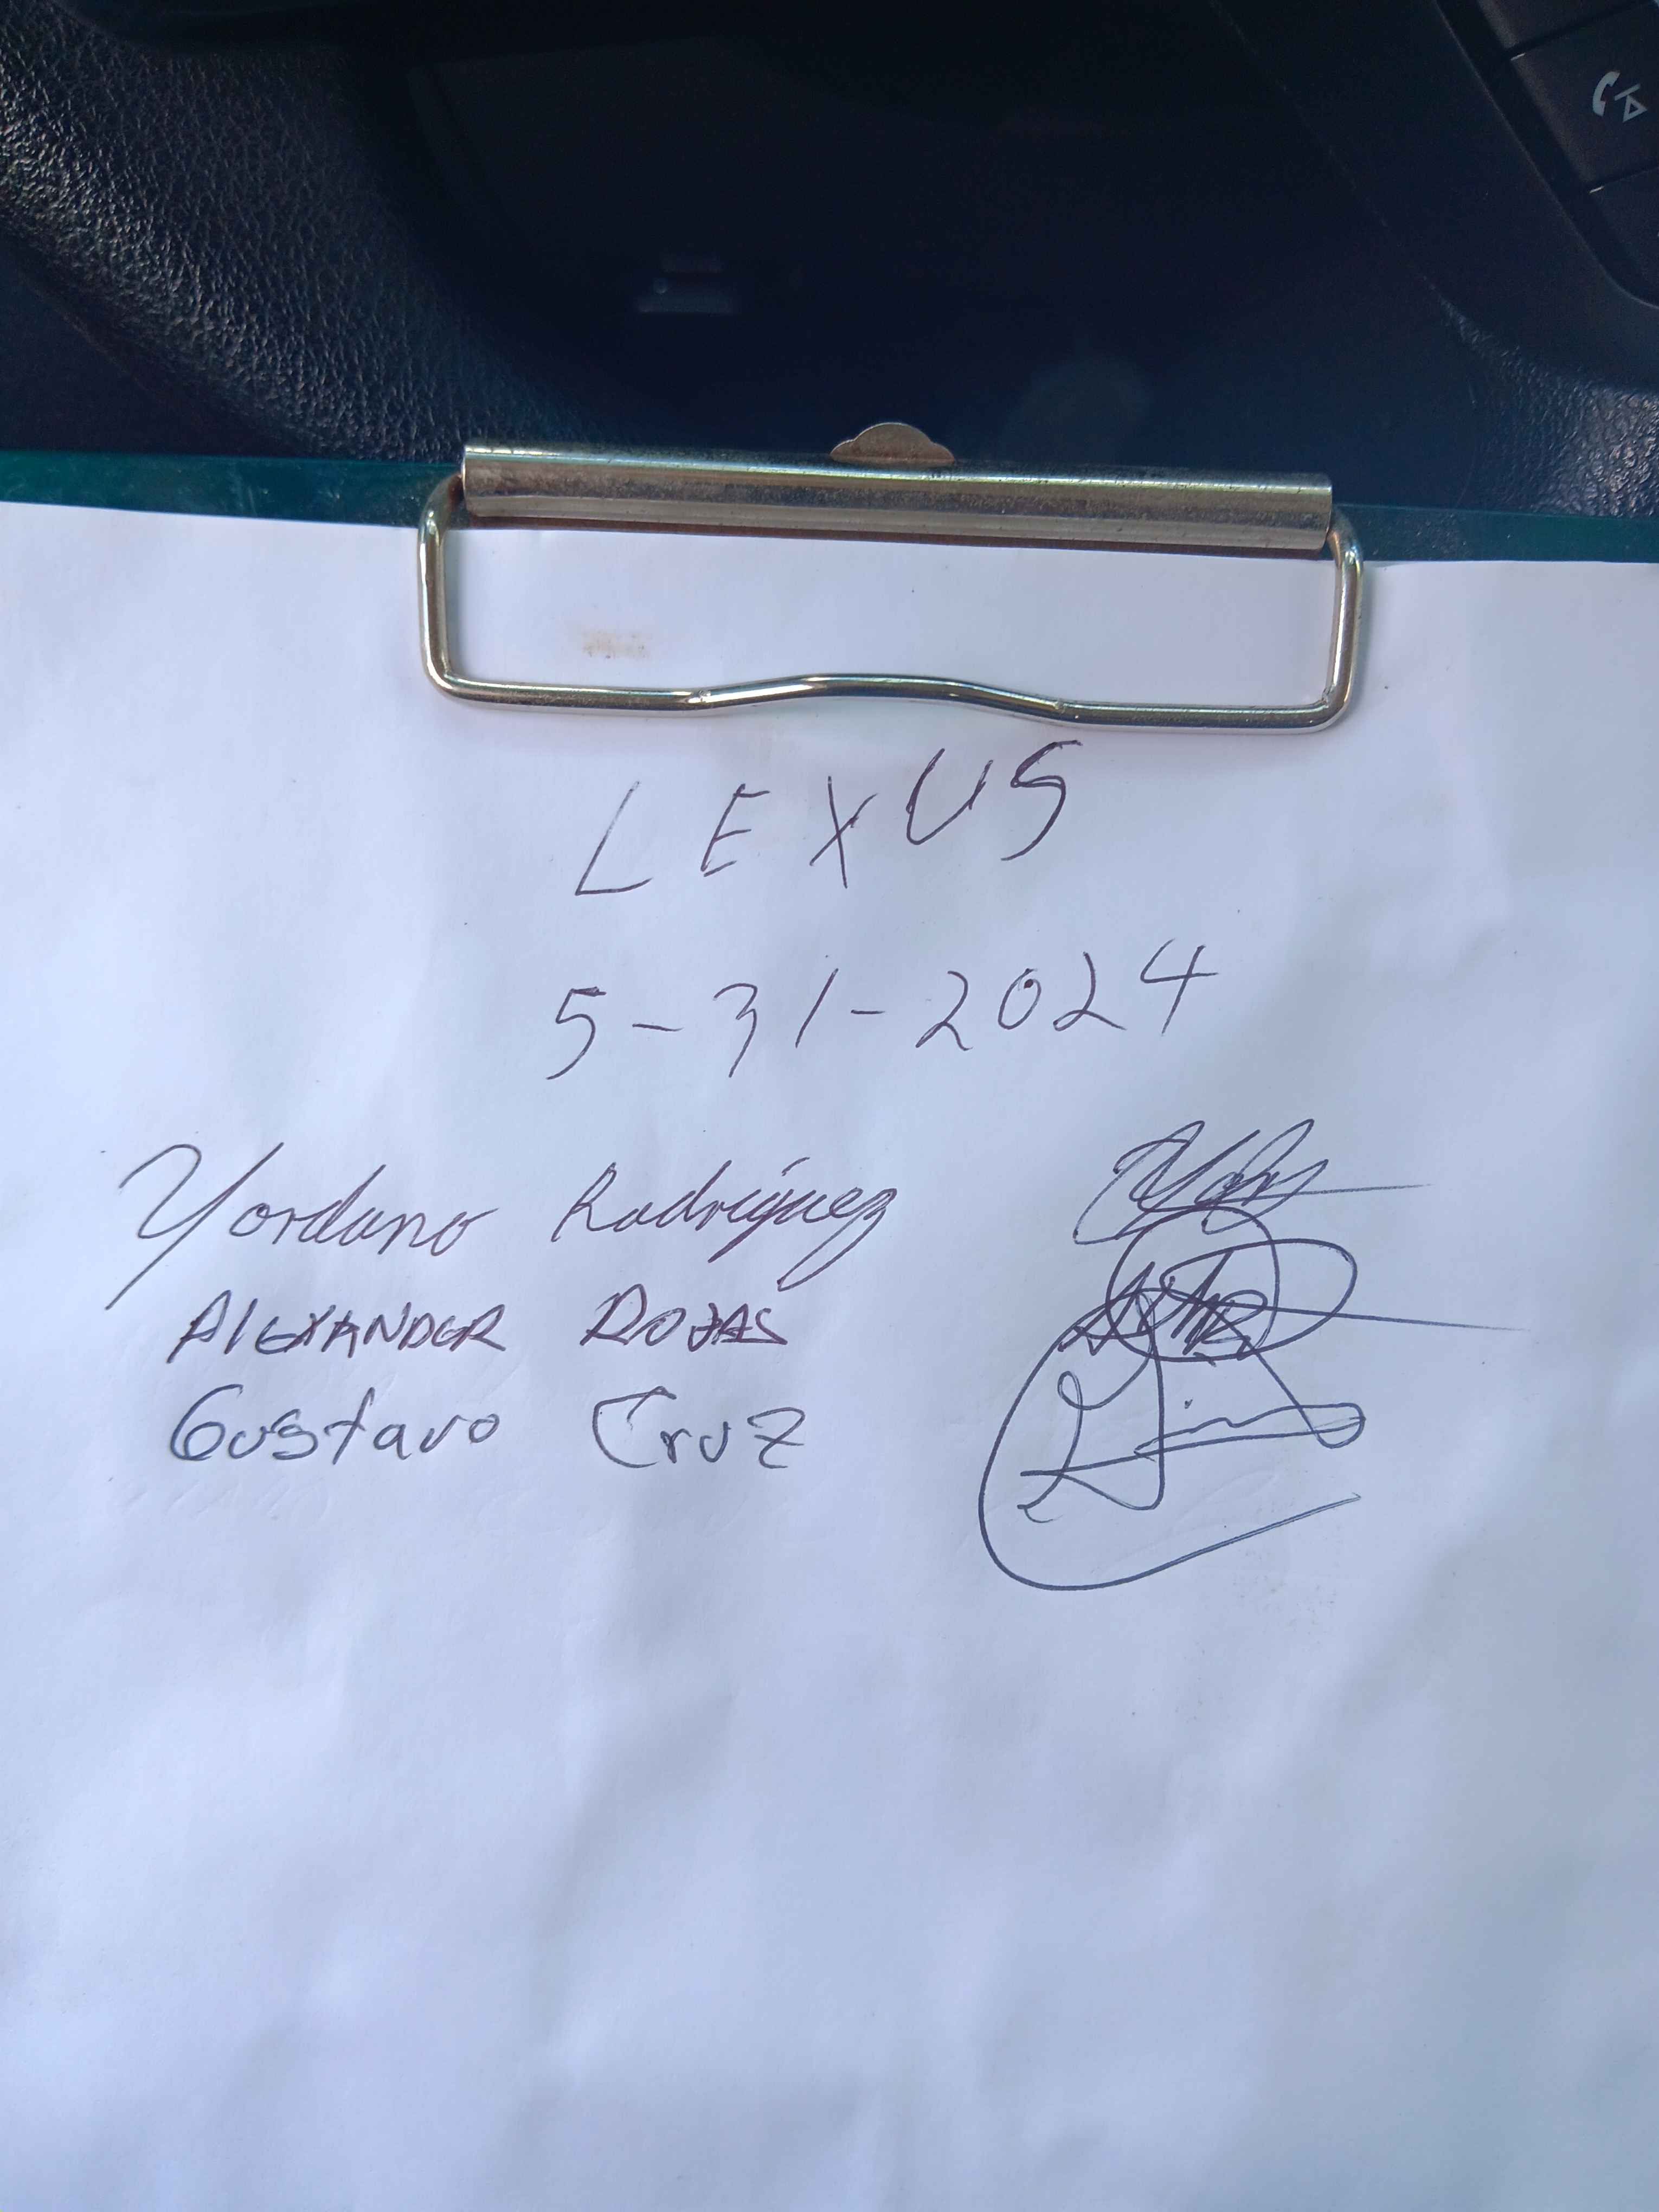 LEXUS
5-31-2024
Yordano Rodriguez
ALEXANDER ROJAS
Gustavo Cruz